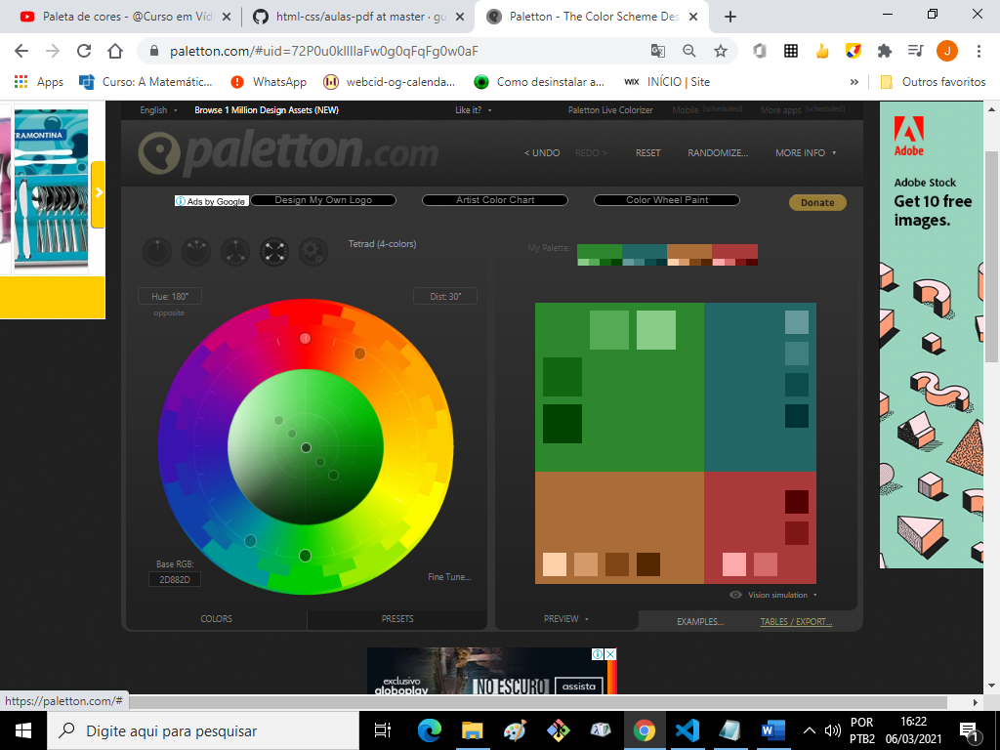 Paleta de cores - @Curso em Víd
html-css/aulas-pdf at master · gu
Paletton - The Color Scheme Des
paletton.com/#uid=72P0u0kllllaFw0g0qFqFg0w0aF
J
Apps
Curso: A Matemátic...
WhatsApp
webcid-og-calenda...
Como desinstalar a...
WIX
INÍCIO | Site
»
Outros favoritos
English
Browse 1 Million Design Assets (NEW)
Like it?
Paletton Live Colorizer
Mobile (scheduled)
More apps (scheduled)
TRAMONTINA
paletton.com
< UNDO
REDO >
RESET
RANDOMIZE...
MORE INFO
Adobe
Adobe Stock
Get 10 free
images.
Ads by Google
Design My Own Logo
Artist Color Chart
Color Wheel Paint
Donate
Tetrad (4-colors)
My Palette:
Hue: 180°
opposite
Dist: 30°
Base RGB:
2D882D
Fine Tune...
Vision simulation
COLORS
PRESETS
PREVIEW
EXAMPLES...
TABLES / EXPORT...
exclusivo
globoplay
NO ESCURO
assista
https://paletton.com/#
Digite aqui para pesquisar
POR
PTB2
16:22
06/03/2021
1